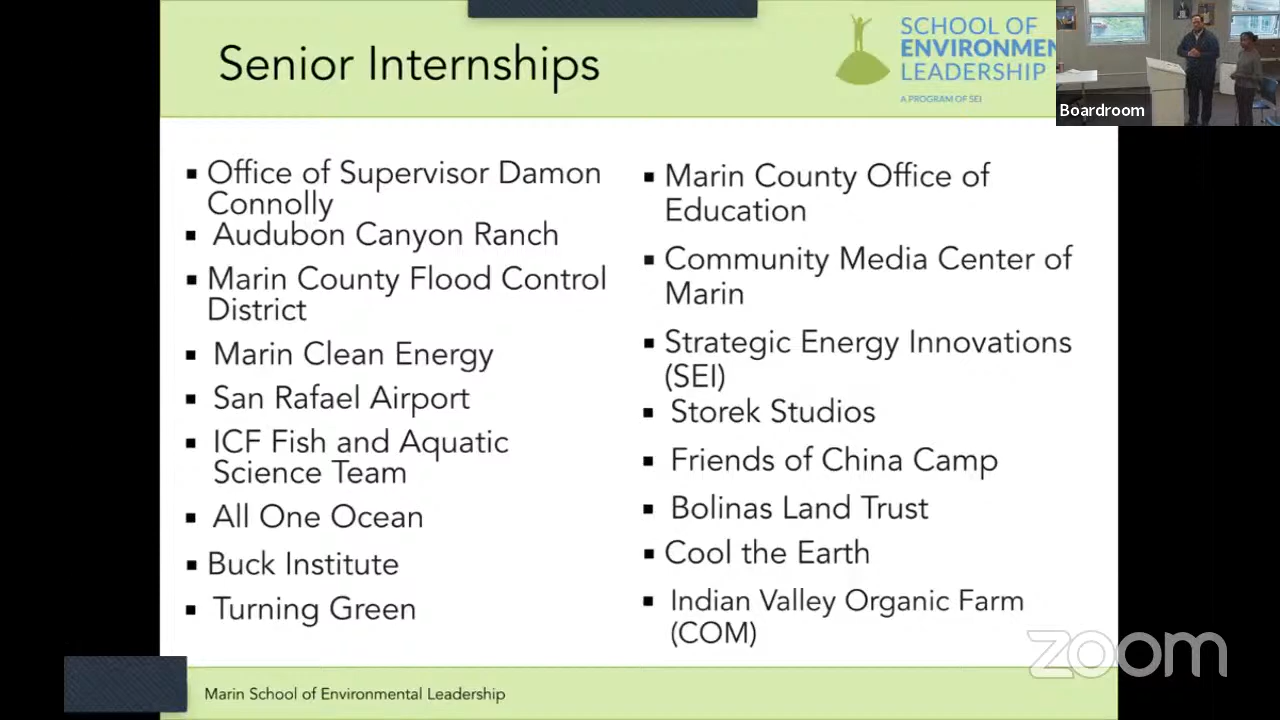 Senior Internships
SCHOOL OF
ENVIRONMEN
LEADERSHIP
A PROGRAM OF SEI
Boardroom
▪ Office of Supervisor Damon
Connolly
▪ Audubon Canyon Ranch
▪ Marin County Flood Control
District
▪ Marin Clean Energy
▪ San Rafael Airport
▪ ICF Fish and Aquatic
Science Team
▪ All One Ocean
▪ Buck Institute
▪ Turning Green
▪ Marin County Office of
Education
▪ Community Media Center of
Marin
▪ Strategic Energy Innovations
(SEI)
▪ Storek Studios
▪ Friends of China Camp
▪ Bolinas Land Trust
▪ Cool the Earth
▪ Indian Valley Organic Farm
(COM)
zoom
Marin School of Environmental Leadership